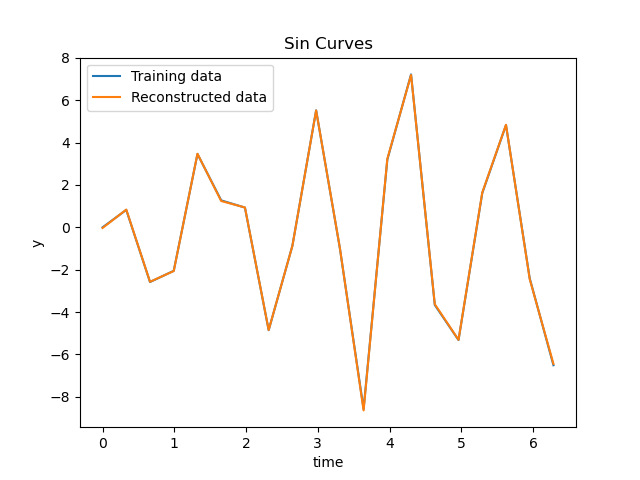 Sin Curves
Training data
Reconstructed data
8
6
4
2
0
−2
−4
−6
−8
y
0 1 2 3 4 5 6
time